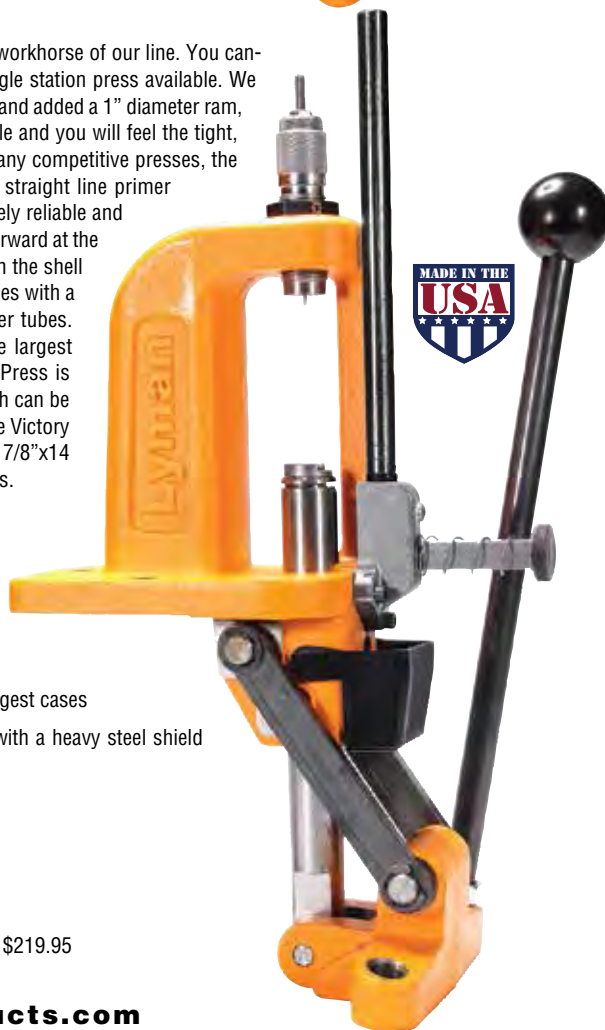 workhorse of our line. You can-
gle station press available. We
and added a 1” diameter ram,
le and you will feel the tight,
any competitive presses, the
straight line primer
ely reliable and
rward at the
n the shell
es with a
er tubes.
e largest
Press is
h can be
e Victory
7/8”x14
s.
Lyman
MADE IN THE
USA
gest cases
with a heavy steel shield
$219.95
ucts.com